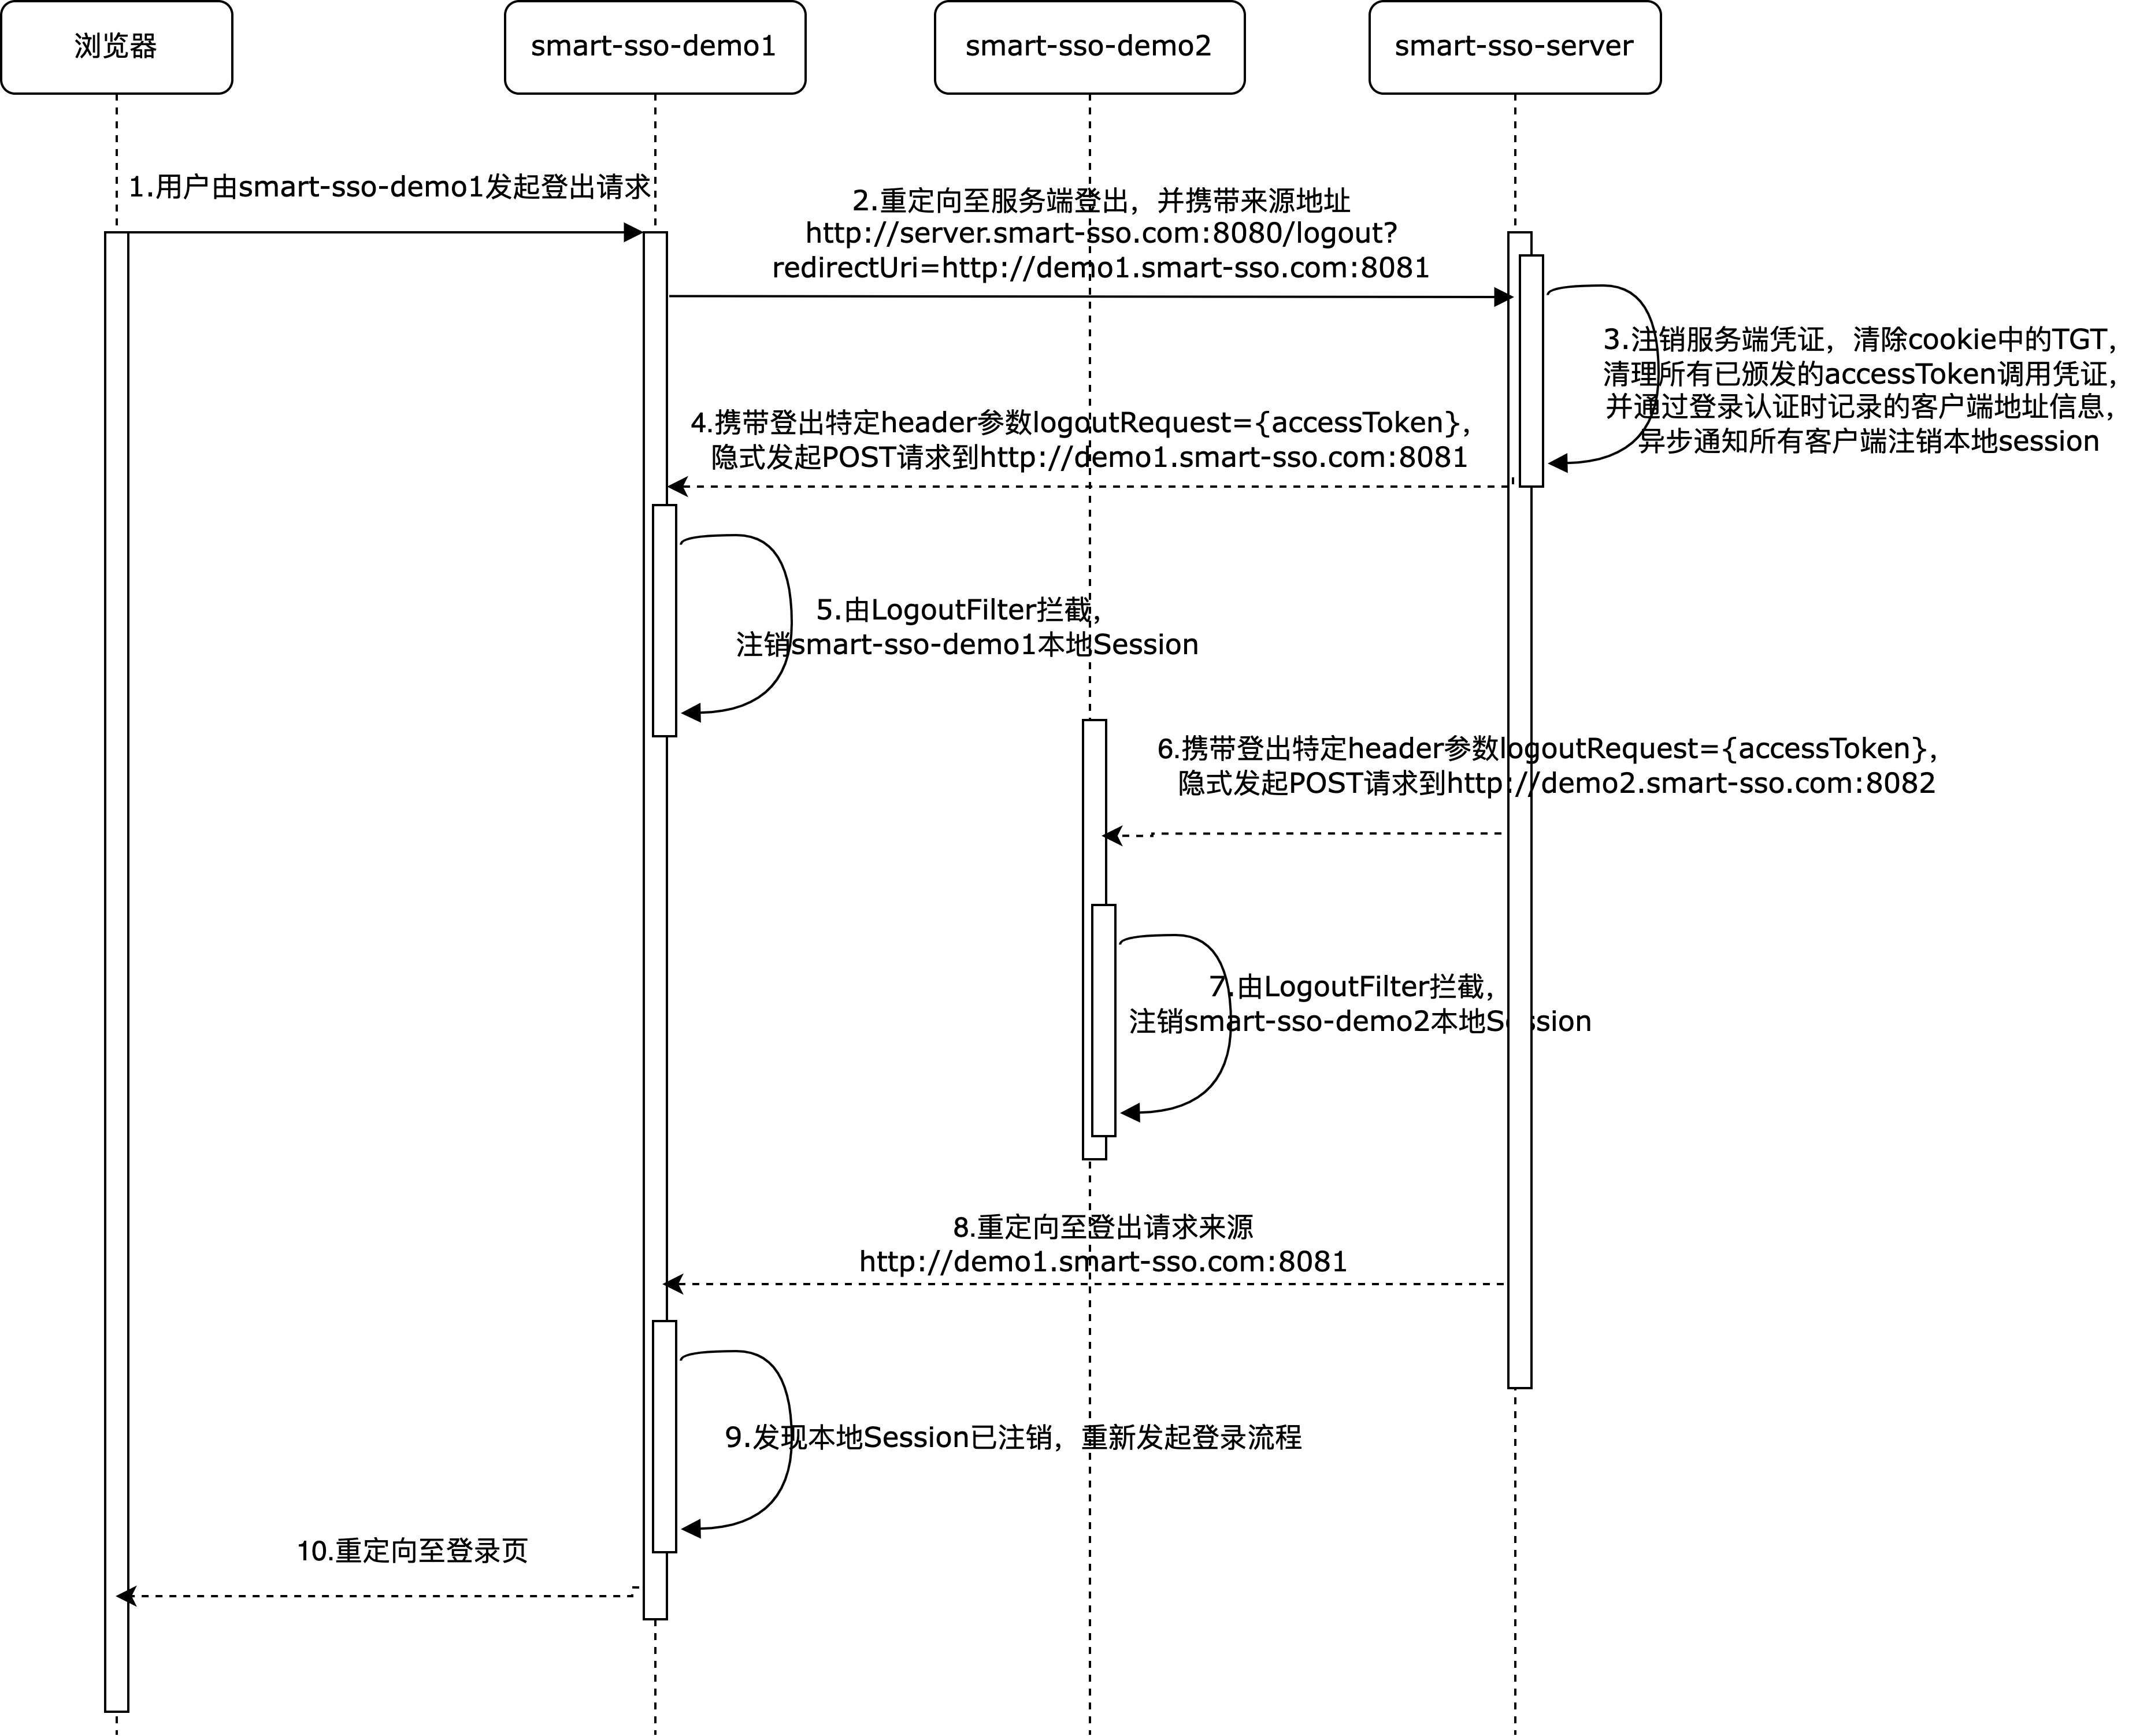 浏览器
smart-sso-demo1
smart-sso-demo2
smart-sso-server
1.用户由smart-sso-demo1发起登出请求
2.重定向至服务端登出，并携带来源地址
http://server.smart-sso.com:8080/logout?
redirectUri=http://demo1.smart-sso.com:8081
3.注销服务端凭证，清除cookie中的TGT，
清理所有已颁发的accessToken调用凭证，
并通过登录认证时记录的客户端地址信息，
异步通知所有客户端注销本地session
4.携带登出特定header参数logoutRequest={accessToken}，
隐式发起POST请求到http://demo1.smart-sso.com:8081
5.由LogoutFilter拦截，
注销smart-sso-demo1本地Session
6.携带登出特定header参数logoutRequest={accessToken}，
隐式发起POST请求到http://demo2.smart-sso.com:8082
7.由LogoutFilter拦截，
注销smart-sso-demo2本地Session
8.重定向至登出请求来源
http://demo1.smart-sso.com:8081
9.发现本地Session已注销，重新发起登录流程
10.重定向至登录页